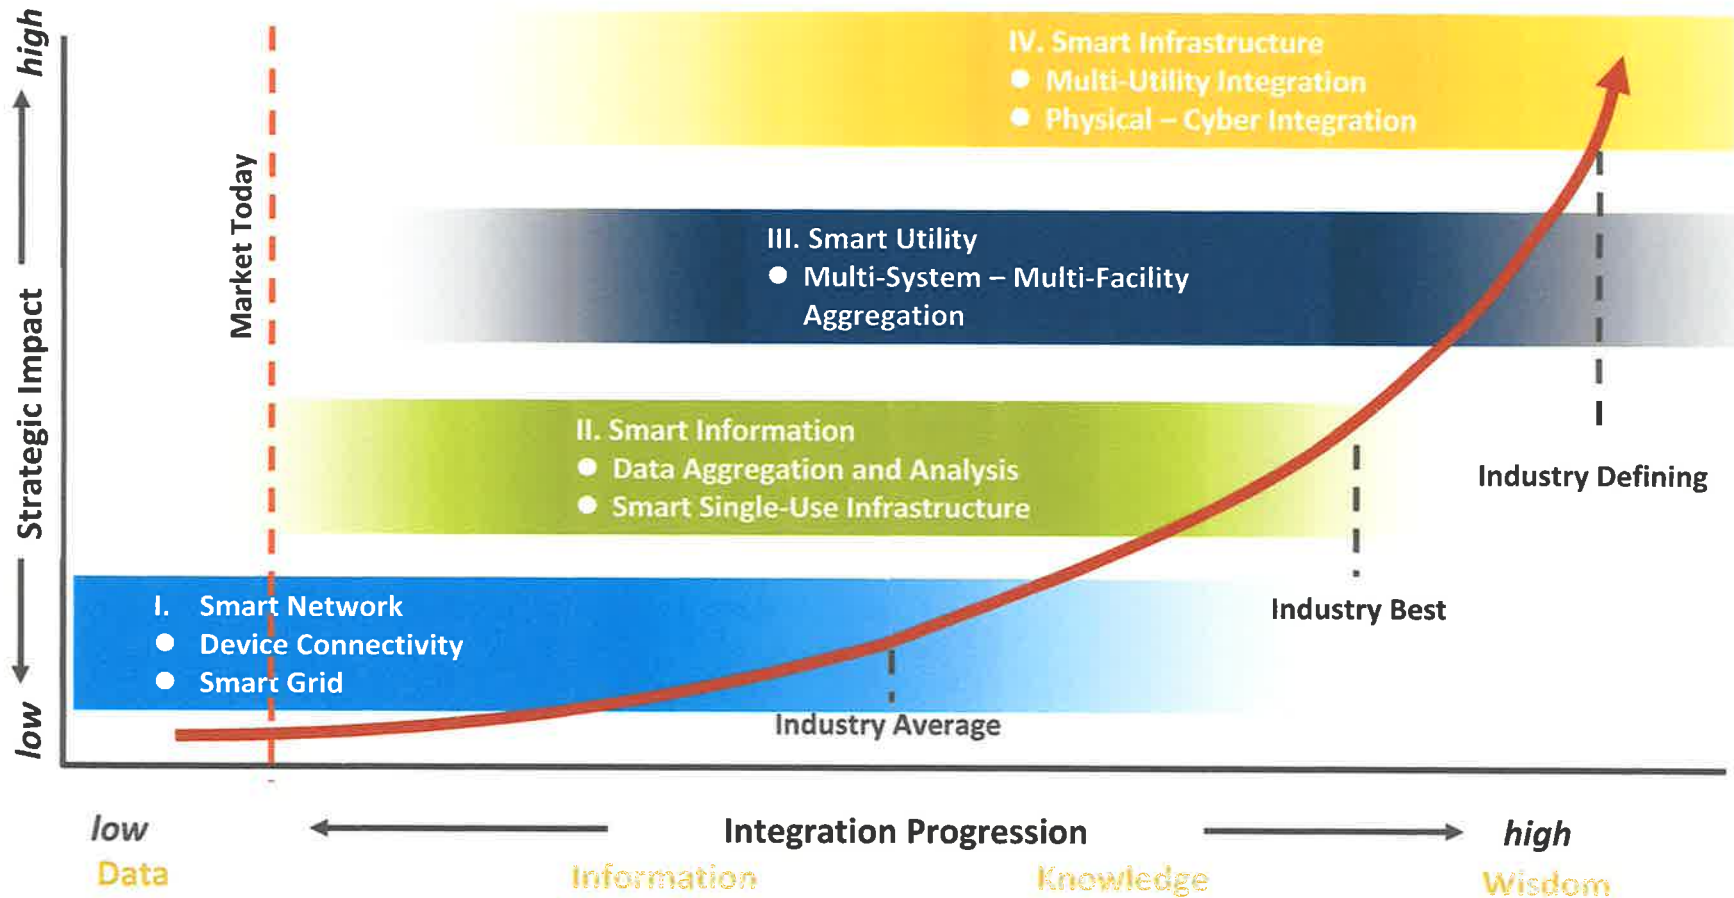 high
Strategic Impact
low
Market Today
IV. Smart Infrastructure
● Multi-Utility Integration
● Physical – Cyber Integration
III. Smart Utility
● Multi-System – Multi-Facility
Aggregation
II. Smart Information
● Data Aggregation and Analysis
● Smart Single-Use Infrastructure
I. Smart Network
● Device Connectivity
● Smart Grid
Industry Defining
Industry Best
Industry Average
low
Integration Progression
high
Data
Information
Knowledge
Wisdom